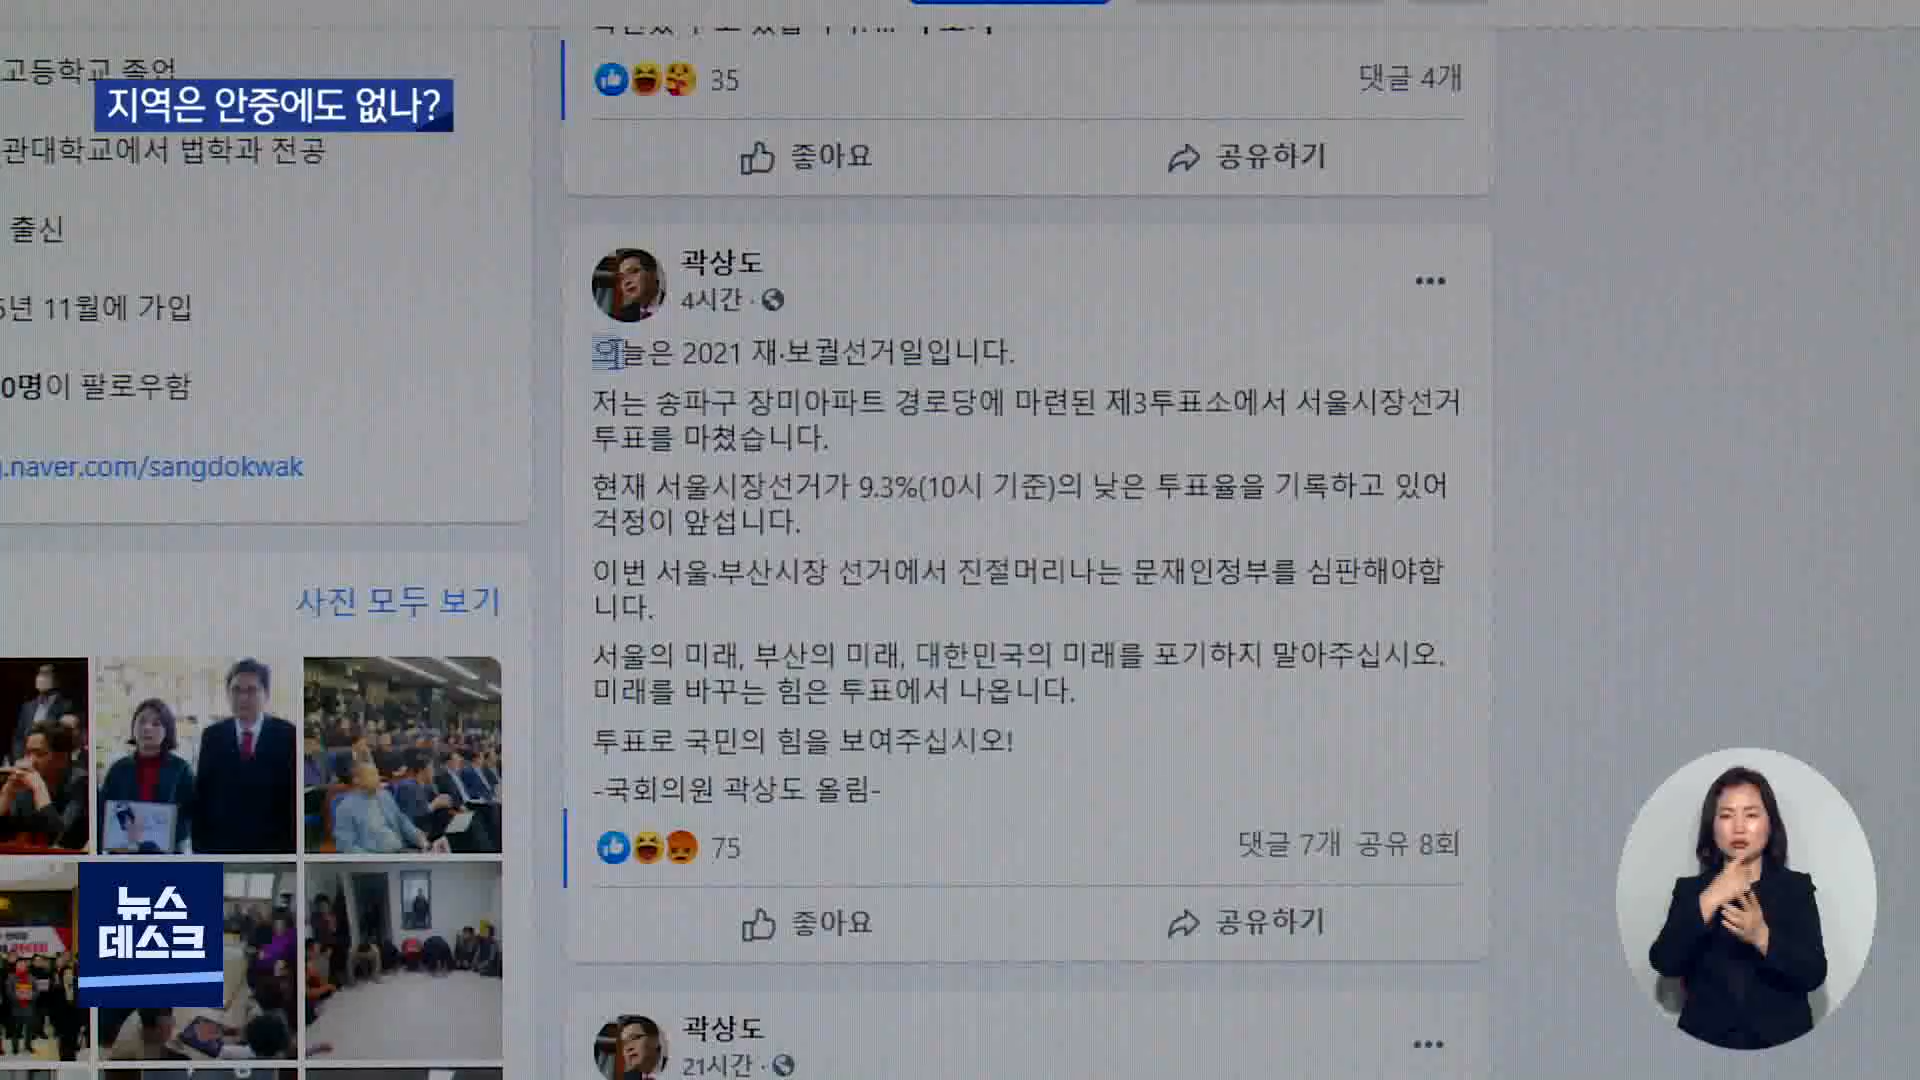 고등학교 졸업
지역은 안중에도 없나?
관대학교에서 법학과 전공
출신
5년 11월에 가입
0명이 팔로우함
.naver.com/sangdokwak
사진 모두 보기
뉴스
데스크
35
댓글 4개
좋아요
공유하기
곽상도
4시간 ·
오늘은 2021 재·보궐선거일입니다.
저는 송파구 장미아파트 경로당에 마련된 제3투표소에서 서울시장선거
투표를 마쳤습니다.
현재 서울시장선거가 9.3%(10시 기준)의 낮은 투표율을 기록하고 있어
걱정이 앞섭니다.
이번 서울·부산시장 선거에서 진절머리나는 문재인정부를 심판해야합
니다.
서울의 미래, 부산의 미래, 대한민국의 미래를 포기하지 말아주십시오.
미래를 바꾸는 힘은 투표에서 나옵니다.
투표로 국민의 힘을 보여주십시오!
-국회의원 곽상도 올림-
75
댓글 7개 공유 8회
좋아요
공유하기
곽상도
21시간 ·